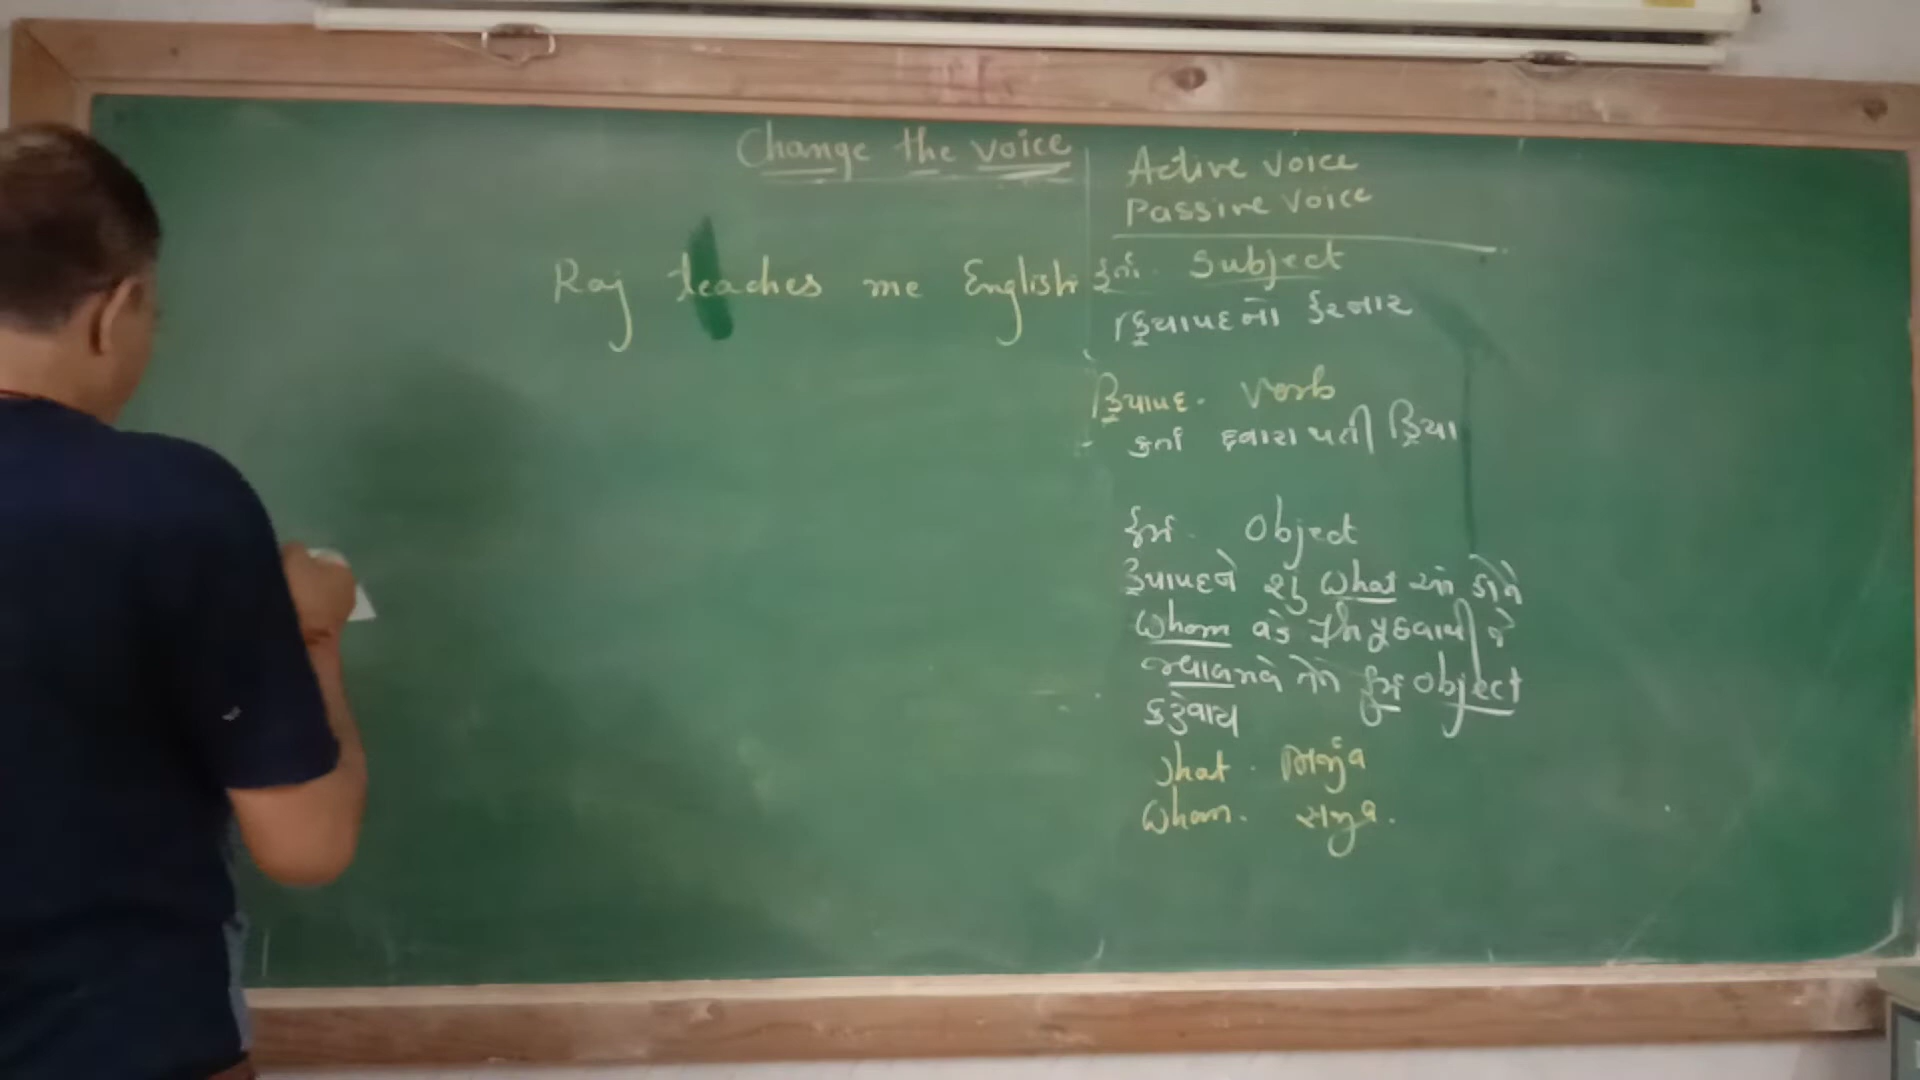 Change the voice
Raj teaches me English
Active voice
Passive voice
કર્તા. Subject
ક્રિયાપદનો કરનાર
ક્રિયાપદ. Verb
કર્તા દ્વારા થતી ક્રિયા
કર્મ. Object
ક્રિયાપદને શું What અને કોને
Whom વડે પ્રશ્ન પુછવાથી જે
જવાબ મળે તેને કર્મ object
કહેવાય
What. નિર્જીવ
Whom. સજીવ.